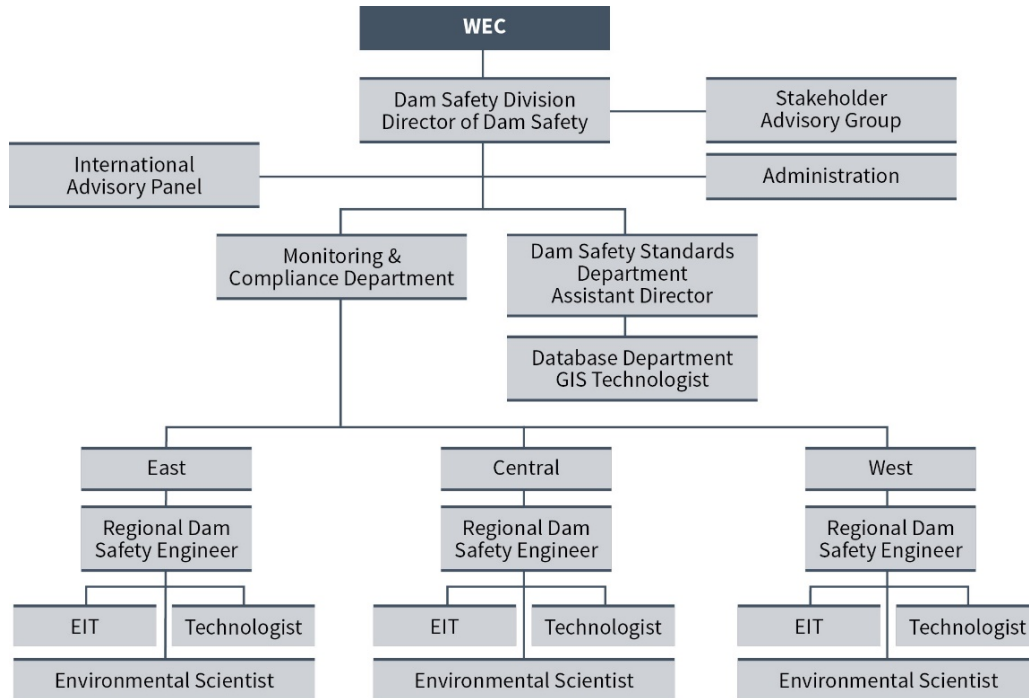 WEC
Dam Safety Division
Director of Dam Safety
Stakeholder
Advisory Group
International
Advisory Panel
Administration
Monitoring &
Compliance Department
Dam Safety Standards
Department
Assistant Director
Database Department
GIS Technologist
East
Central
West
Regional Dam
Safety Engineer
Regional Dam
Safety Engineer
Regional Dam
Safety Engineer
EIT
Technologist
EIT
Technologist
EIT
Technologist
Environmental Scientist
Environmental Scientist
Environmental Scientist